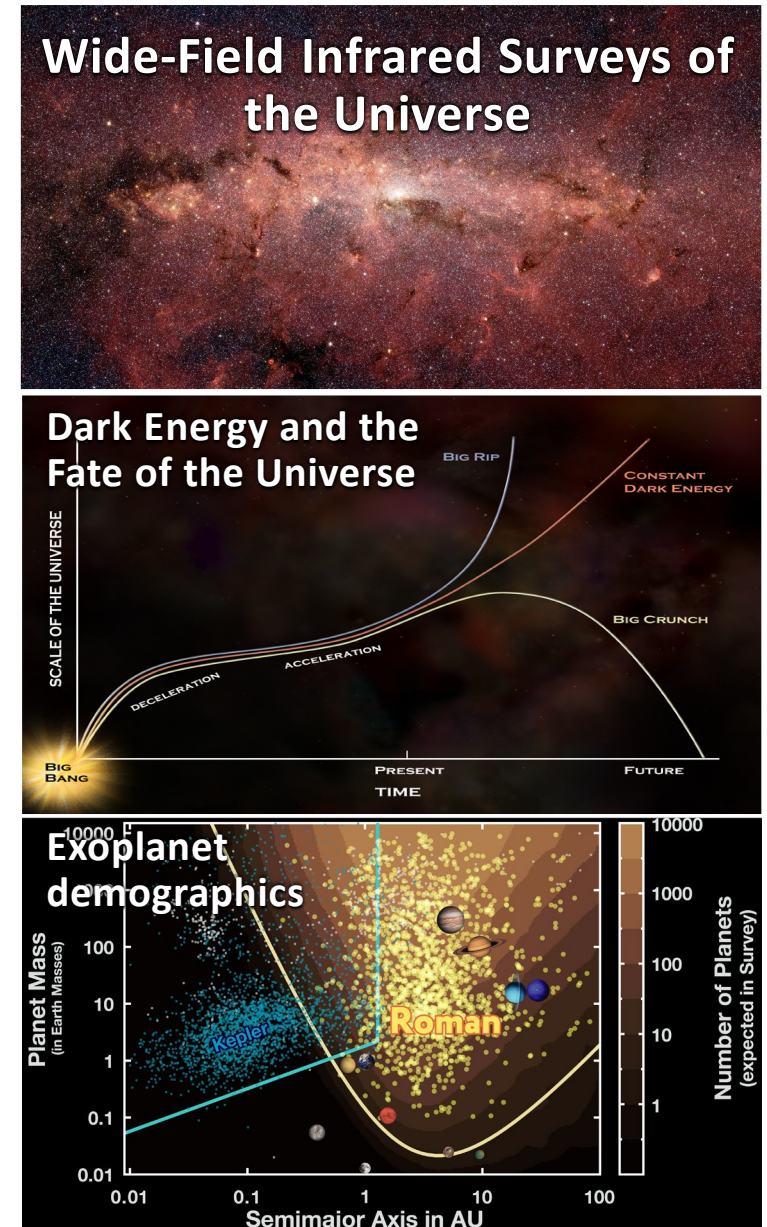 Wide-Field Infrared Surveys of
the Universe
Dark Energy and the
Fate of the Universe
SCALE OF THE UNIVERSE
BIG RIP
CONSTANT
DARK ENERGY
BIG CRUNCH
DECELERATION
ACCELERATION
BIG
BANG
PRESENT
FUTURE
TIME
Exoplanet
demographics
Planet Mass
(in Earth Masses)
10000
100
10
1
0.1
0.01
Kepler
Roman
0.01 0.1 1 10 100
Semimajor Axis in AU
10000
1000
100
10
1
Number of Planets
(expected in Survey)